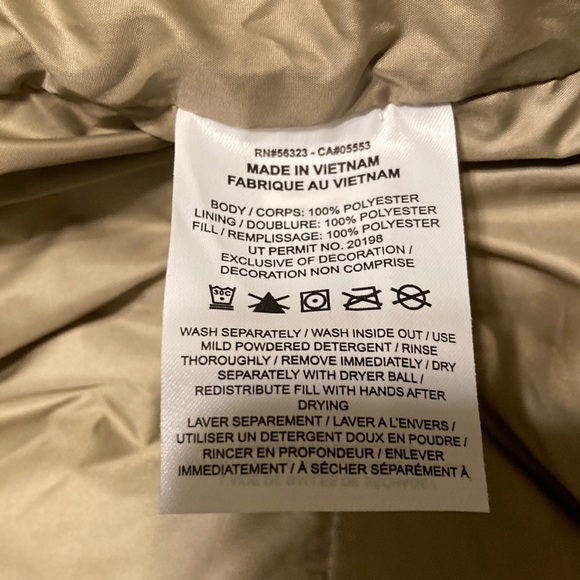 RN#56323 - CA#05553
MADE IN VIETNAM
FABRIQUE AU VIETNAM
BODY / CORPS: 100% POLYESTER
LINING / DOUBLURE: 100% POLYESTER
FILL / REMPLISSAGE: 100% POLYESTER
UT PERMIT NO. 20198
EXCLUSIVE OF DECORATION /
DECORATION NON COMPRISE
30C
WASH SEPARATELY / WASH INSIDE OUT / USE
MILD POWDERED DETERGENT / RINSE
THOROUGHLY / REMOVE IMMEDIATELY / DRY
SEPARATELY WITH DRYER BALL /
REDISTRIBUTE FILL WITH HANDS AFTER
DRYING
LAVER SEPAREMENT / LAVER A L'ENVERS /
UTILISER UN DETERGENT DOUX EN POUDRE /
RINCER EN PROFONDEUR / ENLEVER
IMMEDIATEMENT / À SÉCHER SÉPARÉMENT À